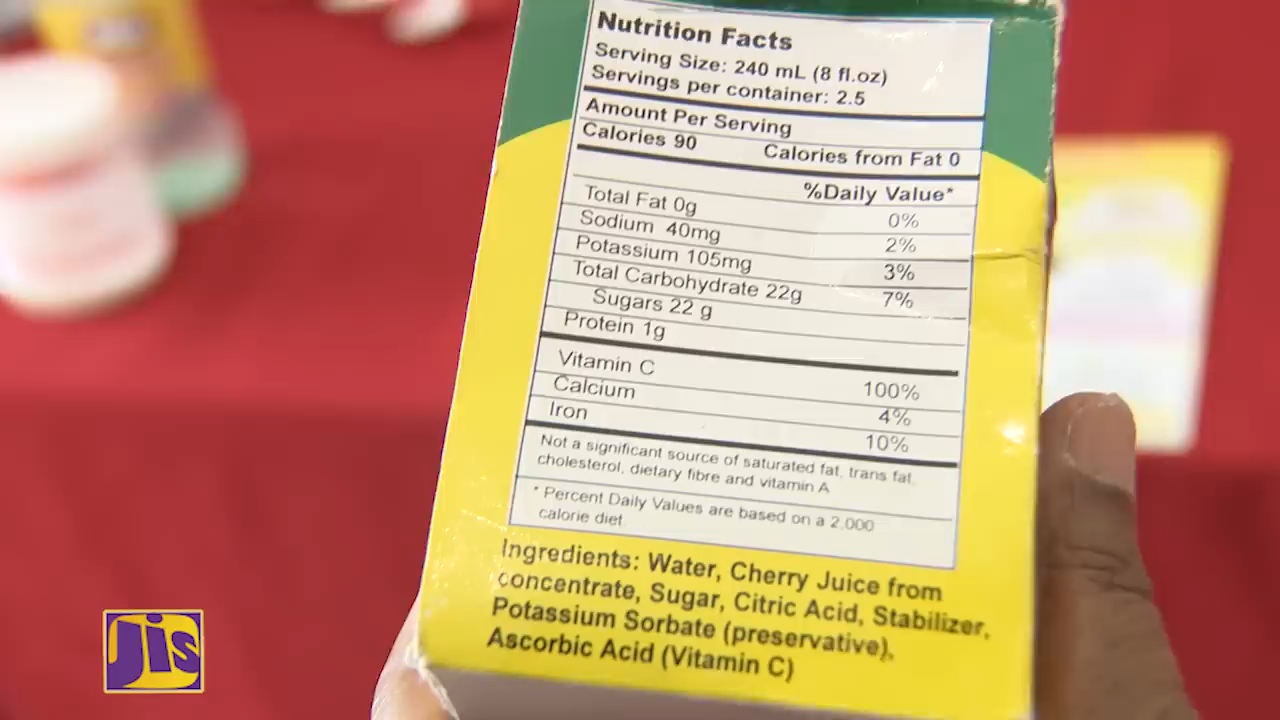 Nutrition Facts
Serving Size: 240 mL (8 fl.oz)
Servings per container: 2.5
Amount Per Serving
Calories 90 Calories from Fat 0
%Daily Value*
Total Fat 0g 0%
Sodium 40mg 2%
Potassium 105mg 3%
Total Carbohydrate 22g 7%
Sugars 22 g
Protein 1g
Vitamin C 100%
Calcium 4%
Iron 10%
Not a significant source of saturated fat, trans fat,
cholesterol, dietary fibre and vitamin A
* Percent Daily Values are based on a 2,000
calorie diet.
Ingredients: Water, Cherry Juice from
concentrate, Sugar, Citric Acid, Stabilizer,
Potassium Sorbate (preservative),
Ascorbic Acid (Vitamin C)
Jis